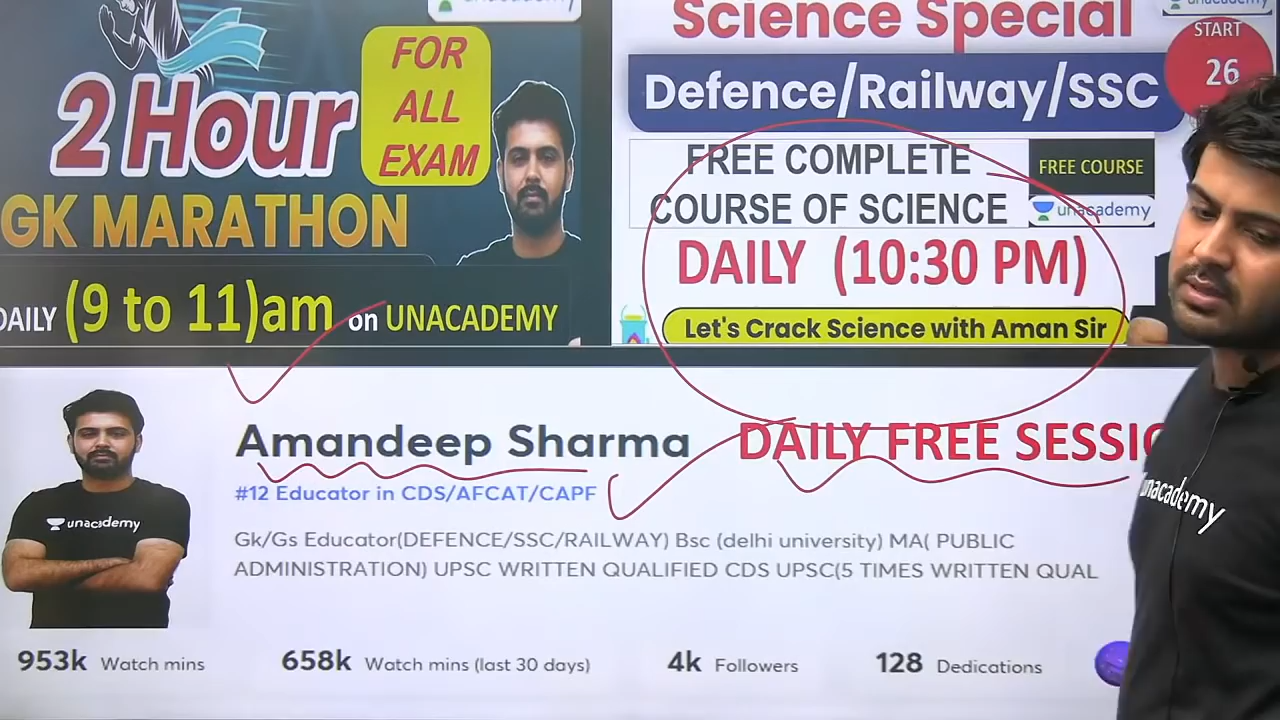 unacademy
2 Hour
FOR
ALL
EXAM
GK MARATHON
DAILY (9 to 11)am on UNACADEMY
Science Special
unacademy
START
26
Defence/Railway/SSC
FREE COMPLETE
COURSE OF SCIENCE
FREE COURSE
unacademy
DAILY (10:30 PM)
Let's Crack Science with Aman Sir
unacademy
Amandeep Sharma
DAILY FREE SESSIO
#12 Educator in CDS/AFCAT/CAPF
Gk/Gs Educator(DEFENCE/SSC/RAILWAY) Bsc (delhi university) MA( PUBLIC
ADMINISTRATION) UPSC WRITTEN QUALIFIED CDS UPSC(5 TIMES WRITTEN QUAL
953k Watch mins
658k Watch mins (last 30 days)
4k Followers
128 Dedications
unacademy